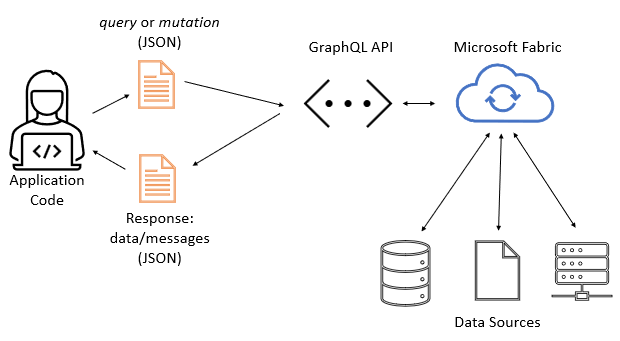 query or mutation
(JSON)
GraphQL API
Microsoft Fabric
</>
Application
Code
Response:
data/messages
(JSON)
Data Sources